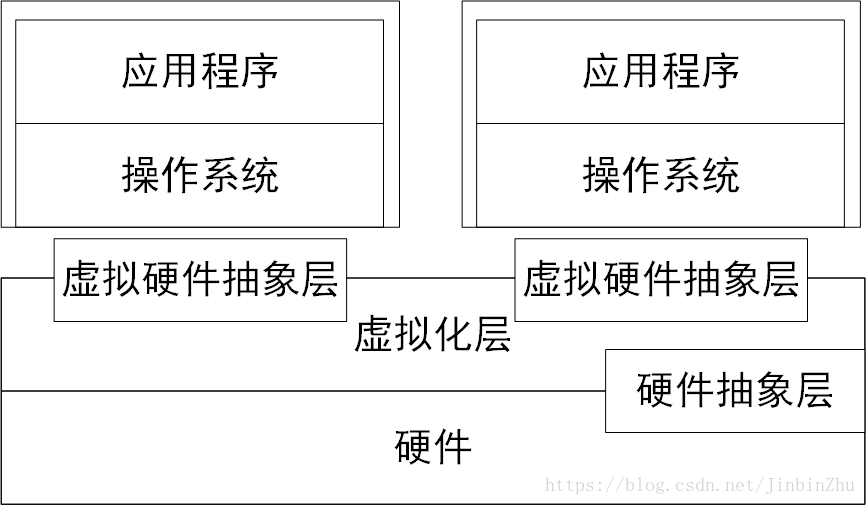 应用程序
应用程序
操作系统
操作系统
虚拟硬件抽象层
虚拟硬件抽象层
虚拟化层
硬件抽象层
硬件
https://blog.csdn.net/JinbinZhu